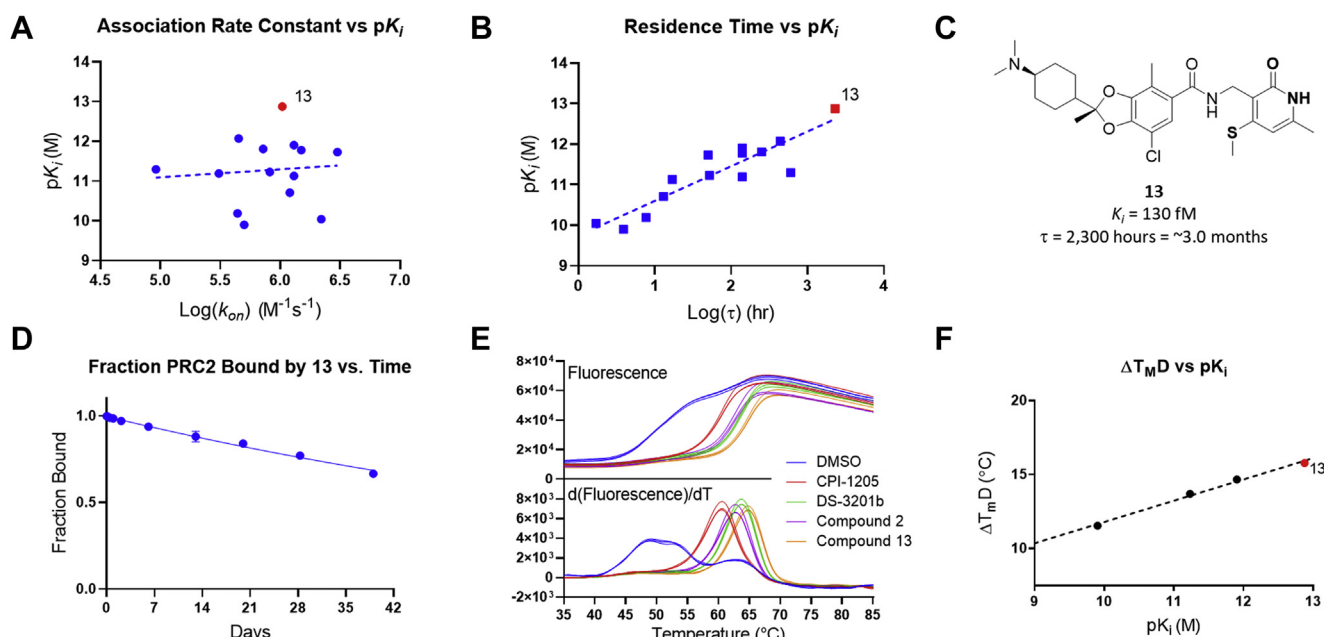 A
Association Rate Constant vs pKi
14
13
12
11
10
9
4.5
5.0
5.5
6.0
6.5
7.0
13
pKi (M)
Log(kon) (M⁻¹s⁻¹)
B
Residence Time vs pKi
14
13
12
11
10
9
8
0
1
2
3
4
13
pKi (M)
Log(τ) (hr)
C
N
O
O
Cl
O
N
H
O
NH
S
13
Ki = 130 fM
τ = 2,300 hours = ~3.0 months
D
Fraction PRC2 Bound by 13 vs. Time
1.0
0.5
0.0
0
7
14
21
28
35
42
Fraction Bound
Days
E
8×10⁴
6×10⁴
4×10⁴
2×10⁴
0
Fluorescence
d(Fluorescence)/dT
8×10³
6×10³
4×10³
2×10³
0
-2×10³
35
40
45
50
55
60
65
70
75
80
85
Temperature (°C)
DMSO
CPI-1205
DS-3201b
Compound 2
Compound 13
F
ΔTMD vs pKi
20
15
10
9
10
11
12
13
13
ΔTmD (°C)
pKi (M)